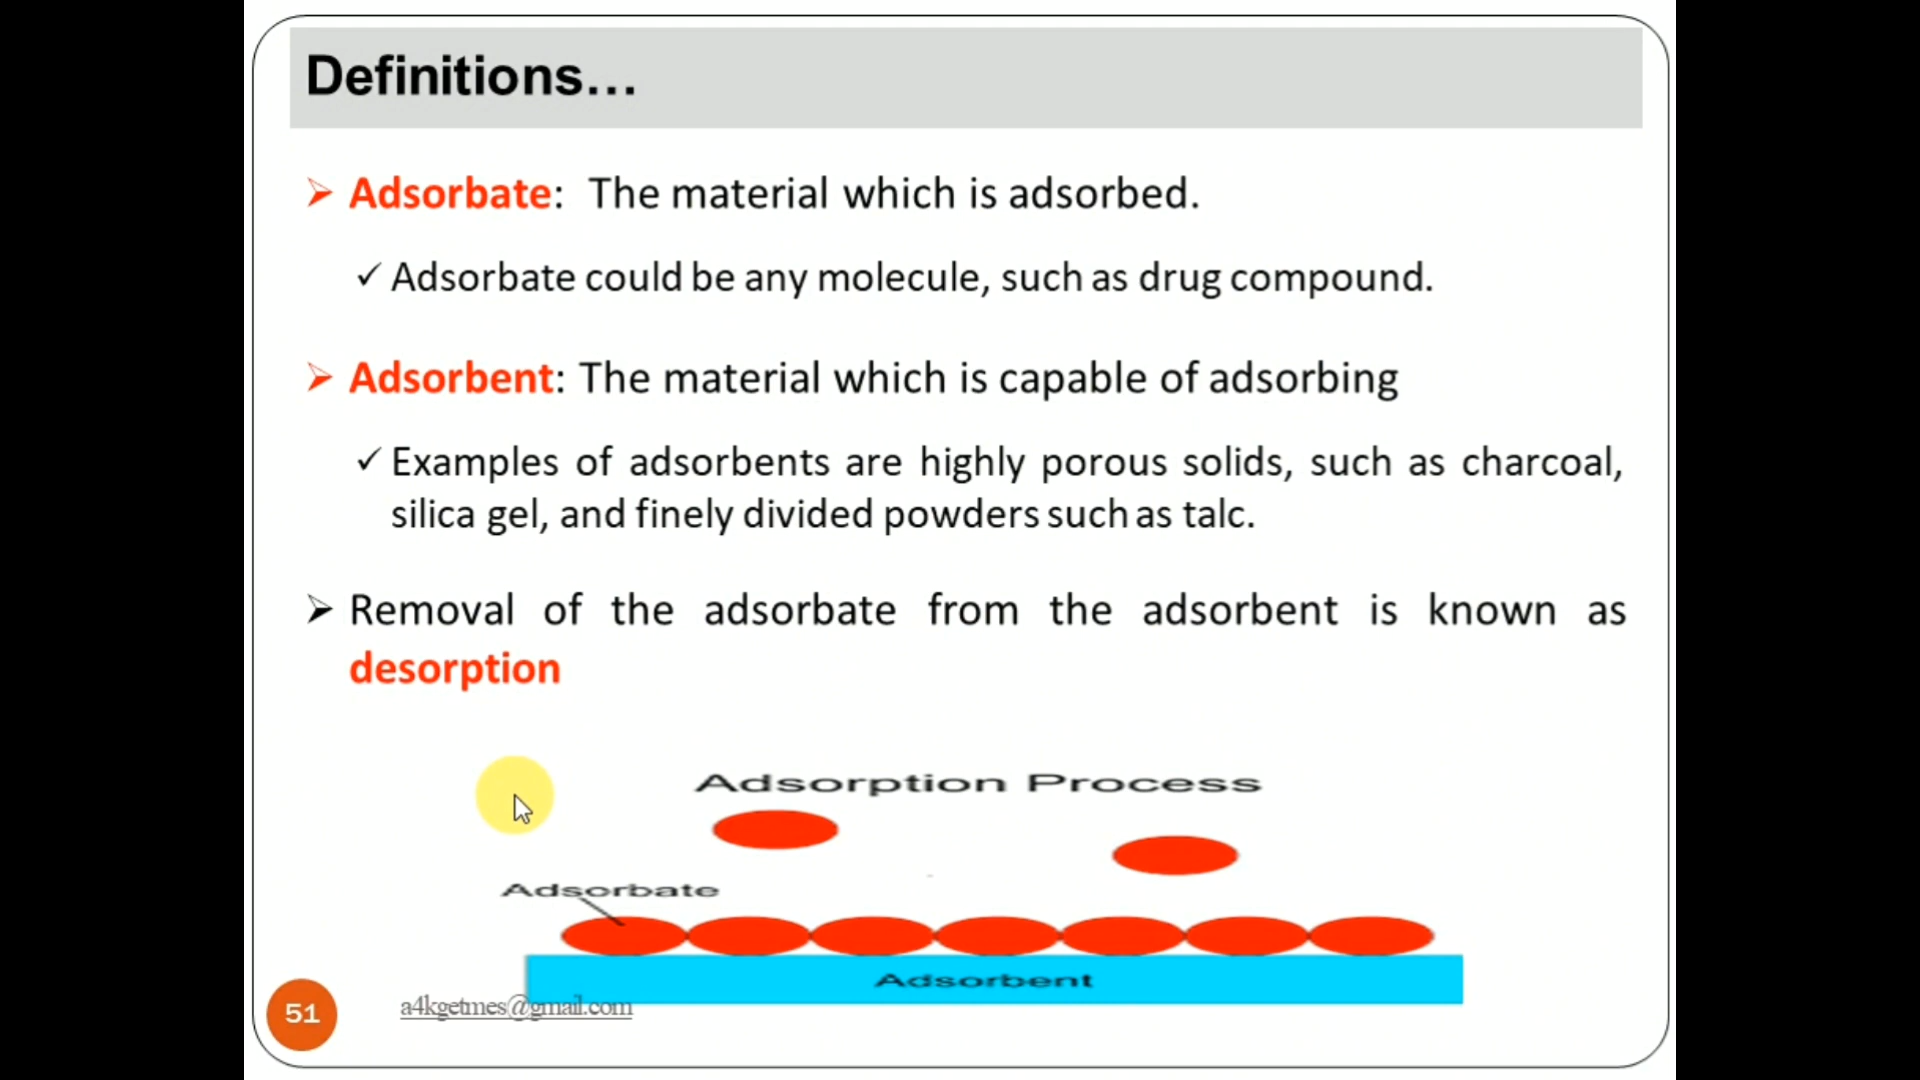 Definitions...
➢ Adsorbate: The material which is adsorbed.
✓ Adsorbate could be any molecule, such as drug compound.
➢ Adsorbent: The material which is capable of adsorbing
✓ Examples of adsorbents are highly porous solids, such as charcoal,
silica gel, and finely divided powders such as talc.
➢ Removal of the adsorbate from the adsorbent is known as
desorption
Adsorption Process
Adsorbate
Adsorbent
51
a4kgetmes@gmail.com